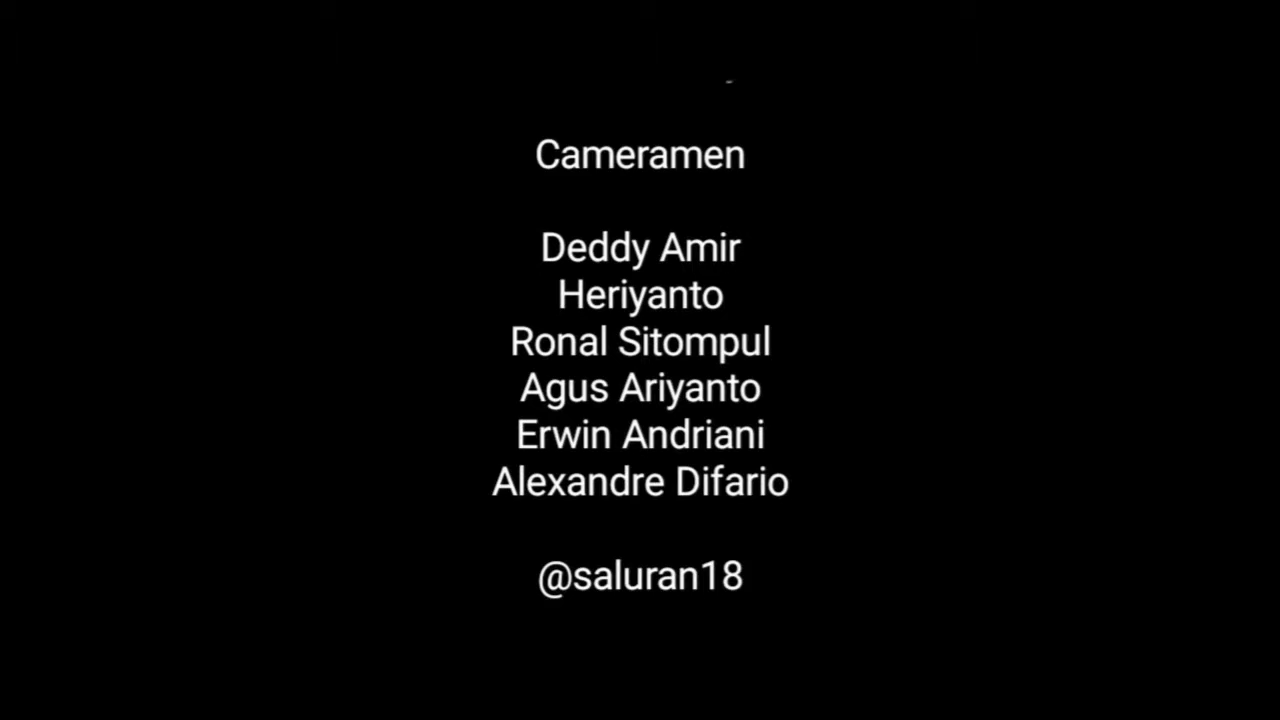 Cameramen
Deddy Amir
Heriyanto
Ronal Sitompul
Agus Ariyanto
Erwin Andriani
Alexandre Difario
@saluran18